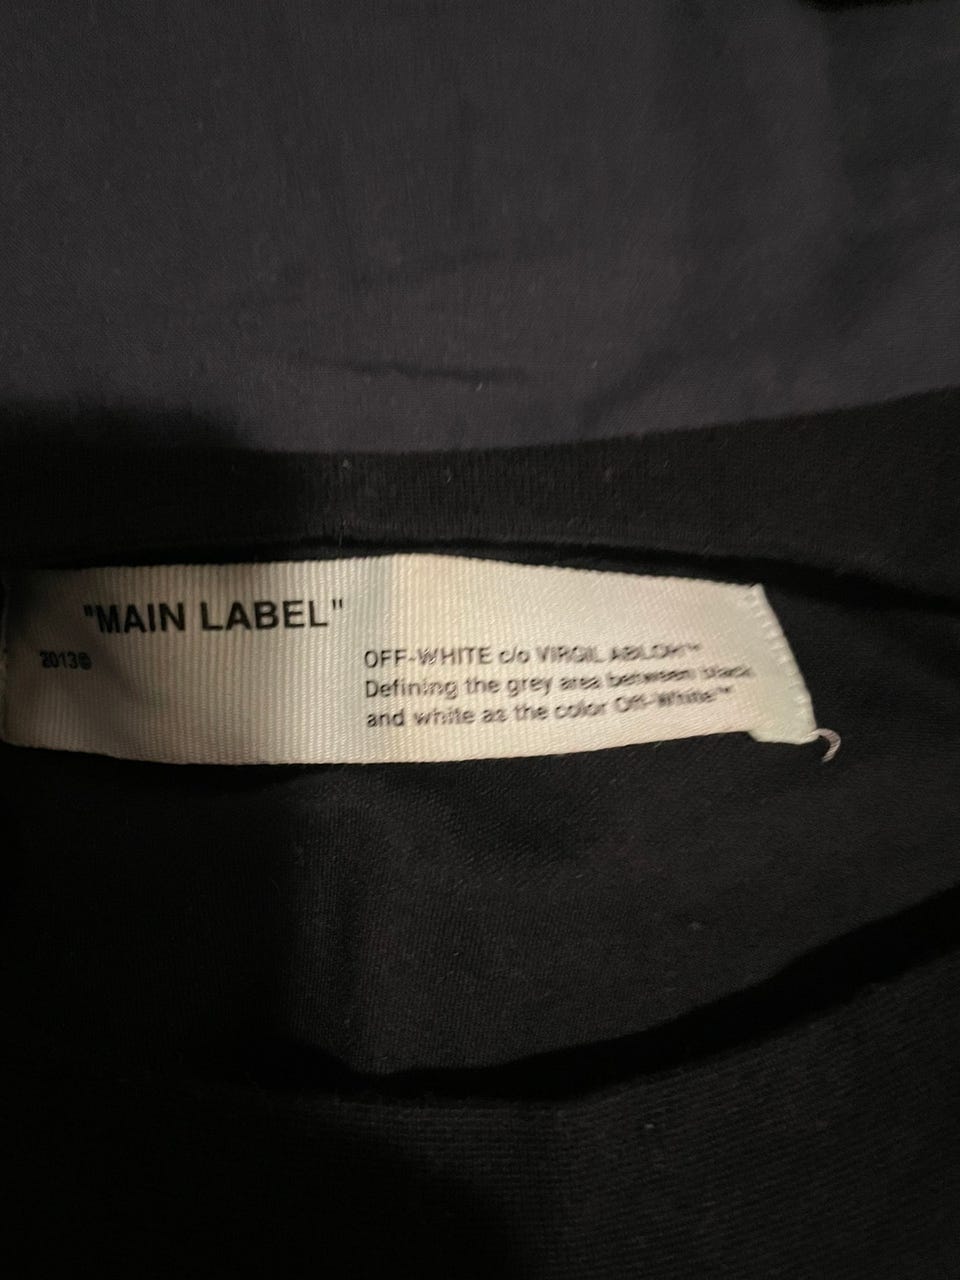 "MAIN LABEL"
2013®
OFF-WHITE c/o VIRGIL ABLOH™
Defining the grey area between black
and white as the color Off-White™